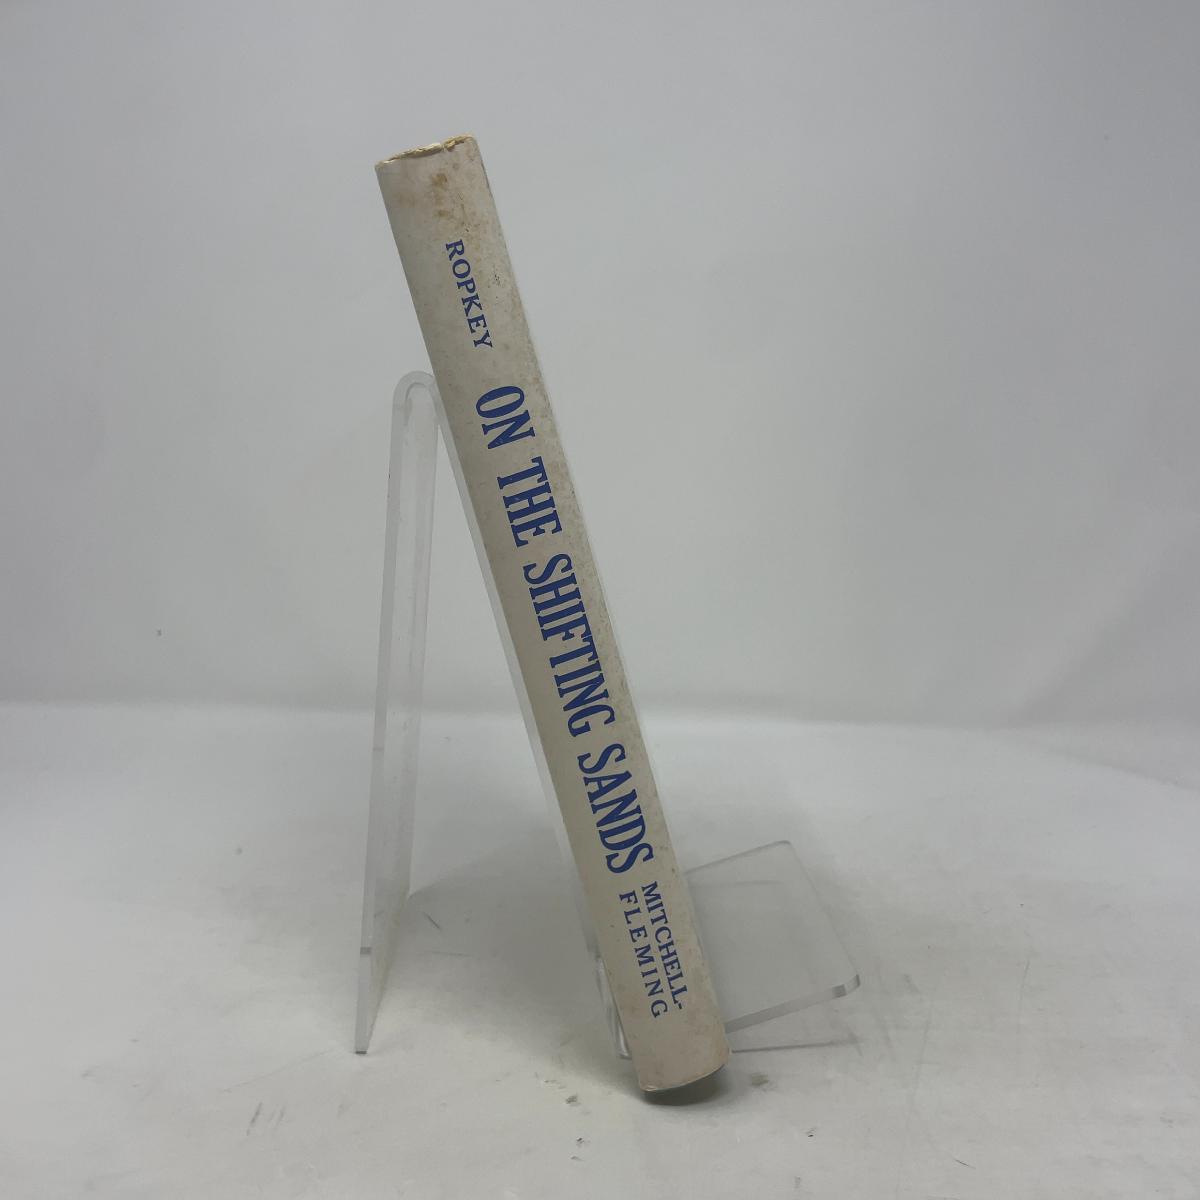 ROPKEY
ON THE SHIFTING SANDS
MITCHELL-
FLEMING